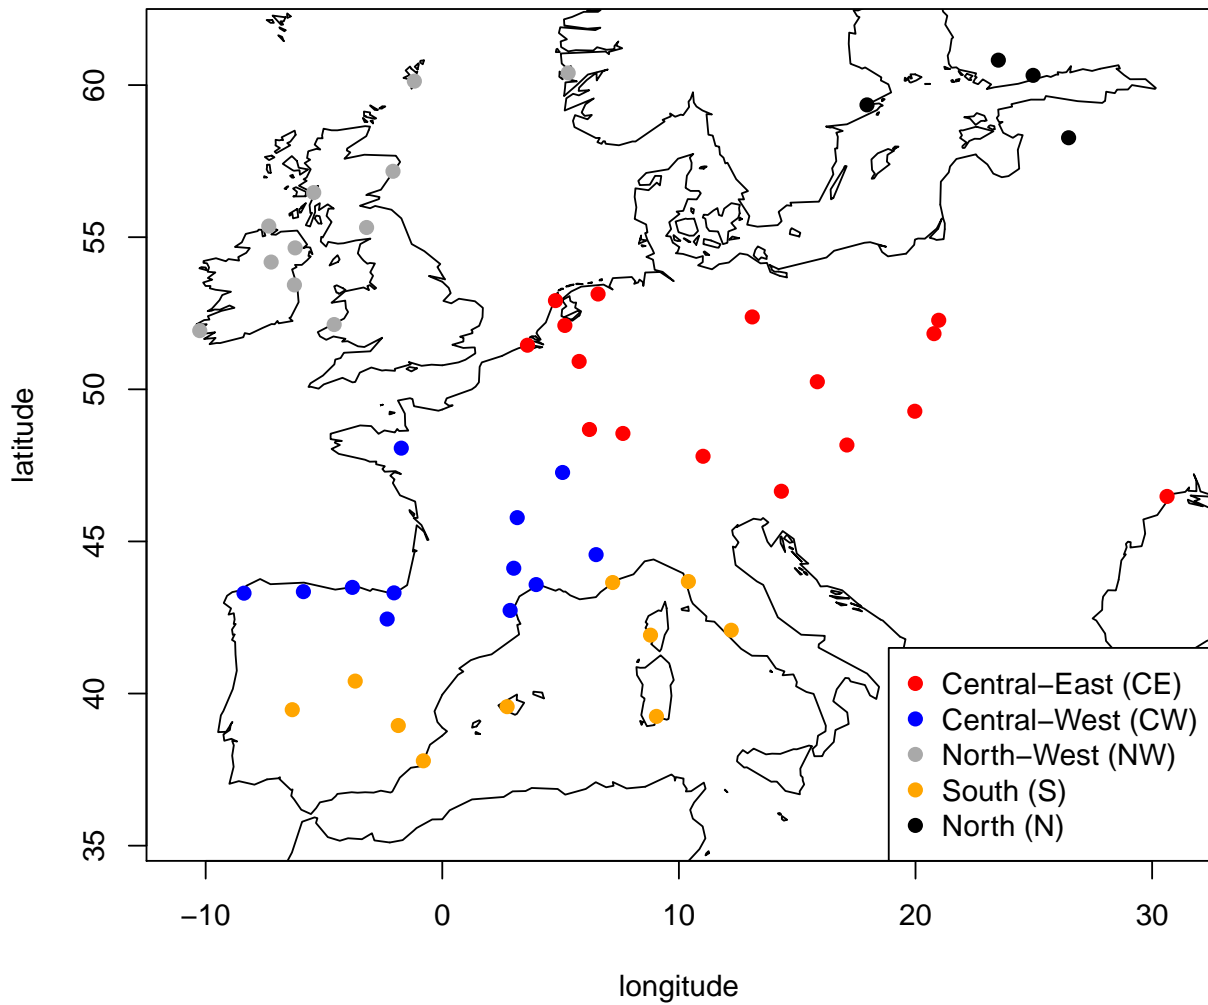 60
55
50
45
40
35
latitude
Central−East (CE)
Central−West (CW)
North−West (NW)
South (S)
North (N)
−10 0 10 20 30
longitude